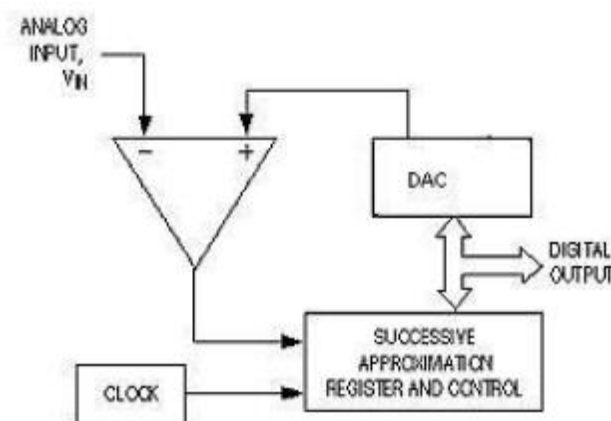 ANALOG
INPUT,
VIN
- +
DAC
DIGITAL
OUTPUT
SUCCESSIVE
APPROXIMATION
REGISTER AND CONTROL
CLOCK